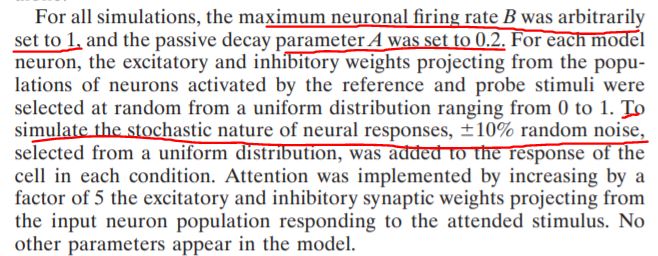 For all simulations, the maximum neuronal firing rate B was arbitrarily
set to 1, and the passive decay parameter A was set to 0.2. For each model
neuron, the excitatory and inhibitory weights projecting from the popu-
lations of neurons activated by the reference and probe stimuli were
selected at random from a uniform distribution ranging from 0 to 1. To
simulate the stochastic nature of neural responses, ±10% random noise,
selected from a uniform distribution, was added to the response of the
cell in each condition. Attention was implemented by increasing by a
factor of 5 the excitatory and inhibitory synaptic weights projecting from
the input neuron population responding to the attended stimulus. No
other parameters appear in the model.